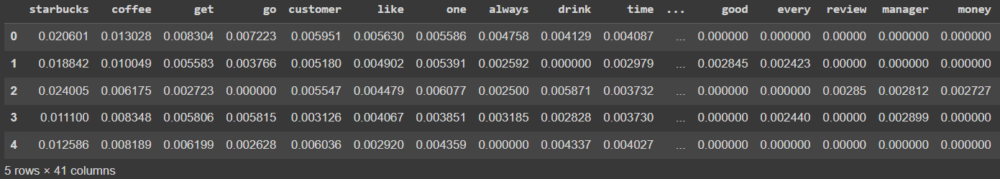 starbucks coffee get go customer like one always drink time ... good every review manager money
0 0.020601 0.013028 0.008304 0.007223 0.005951 0.005630 0.005586 0.004758 0.004129 0.004087 ... 0.000000 0.000000 0.00000 0.000000 0.000000
1 0.018842 0.010049 0.005583 0.003766 0.005180 0.004902 0.005391 0.002592 0.000000 0.002979 ... 0.002845 0.002423 0.00000 0.000000 0.000000
2 0.024005 0.006175 0.002723 0.000000 0.005547 0.004479 0.006077 0.002500 0.005871 0.003732 ... 0.000000 0.000000 0.00285 0.002812 0.002727
3 0.011100 0.008348 0.005806 0.005815 0.003126 0.004067 0.003851 0.003185 0.002828 0.003730 ... 0.000000 0.002440 0.00000 0.002899 0.000000
4 0.012586 0.008189 0.006199 0.002628 0.006036 0.002920 0.004359 0.000000 0.004337 0.004027 ... 0.000000 0.000000 0.00000 0.000000 0.000000
5 rows × 41 columns